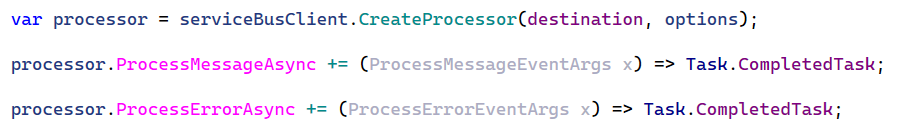 var processor = serviceBusClient.CreateProcessor(destination, options);
processor.ProcessMessageAsync += (ProcessMessageEventArgs x) => Task.CompletedTask;
processor.ProcessErrorAsync += (ProcessErrorEventArgs x) => Task.CompletedTask;